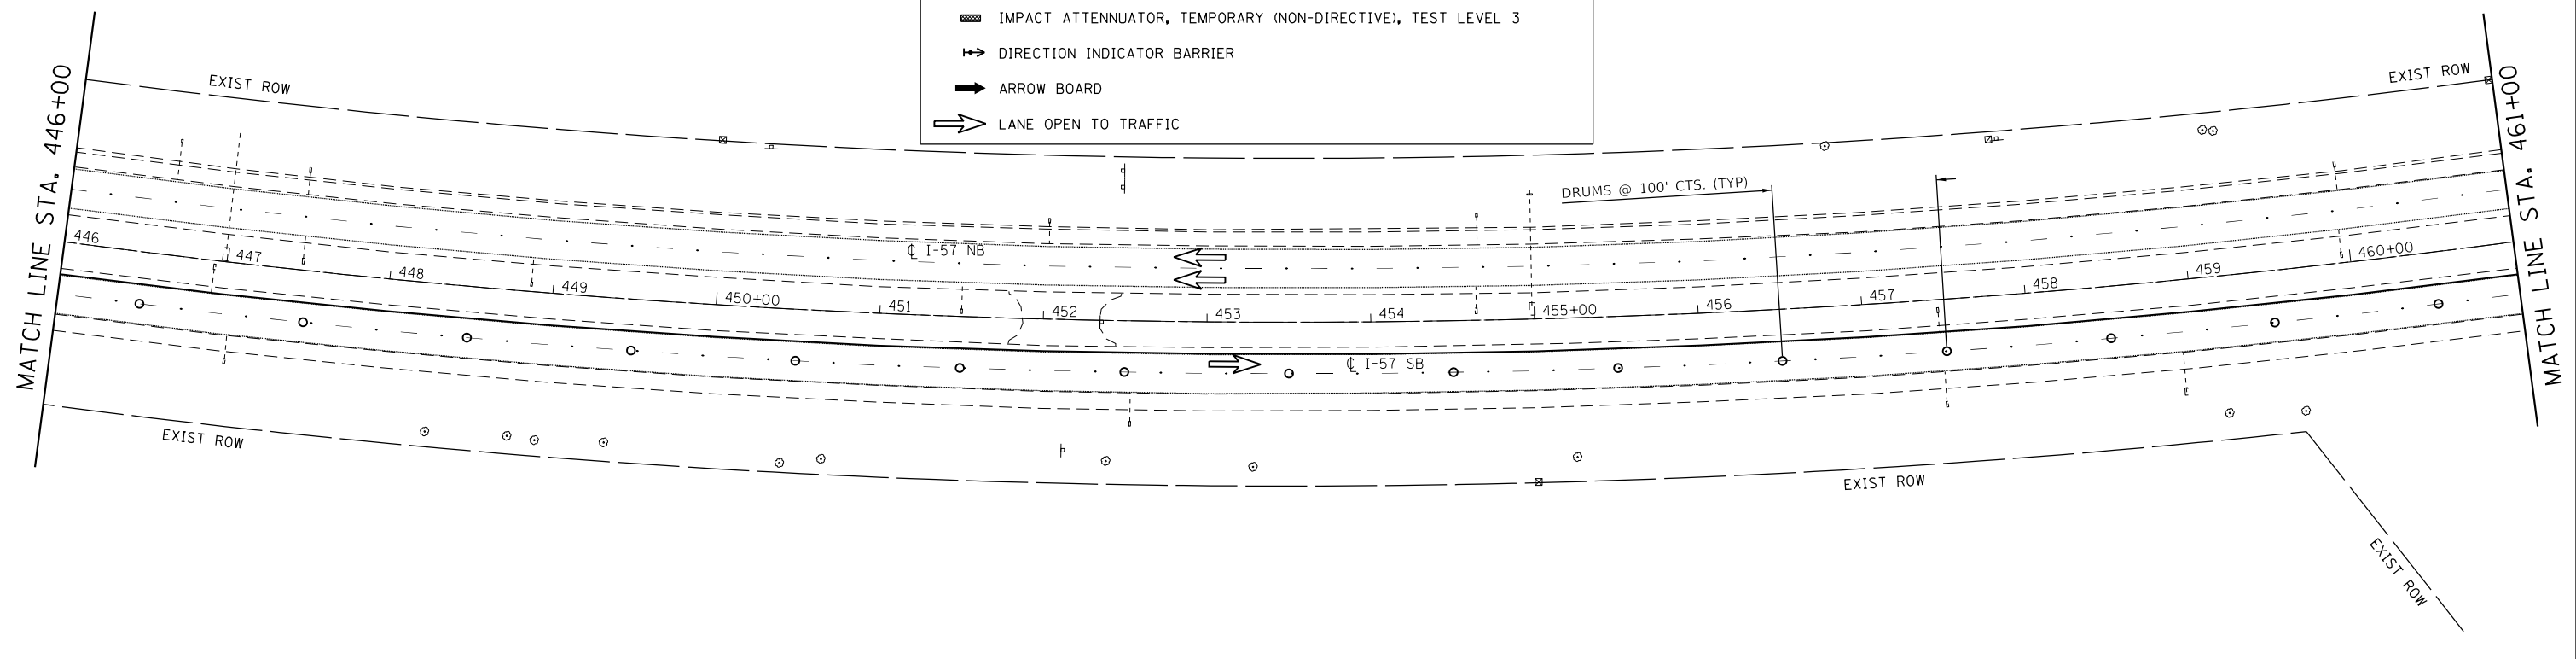 IMPACT ATTENNUATOR, TEMPORARY (NON-DIRECTIVE), TEST LEVEL 3
DIRECTION INDICATOR BARRIER
ARROW BOARD
LANE OPEN TO TRAFFIC
MATCH LINE STA. 446+00
EXIST ROW
EXIST ROW
MATCH LINE STA. 461+00
DRUMS @ 100' CTS. (TYP)
℄ I-57 NB
446
447
448
449
450+00
451
452
453
454
455+00
456
457
458
459
460+00
℄ I-57 SB
EXIST ROW
EXIST ROW
EXIST ROW